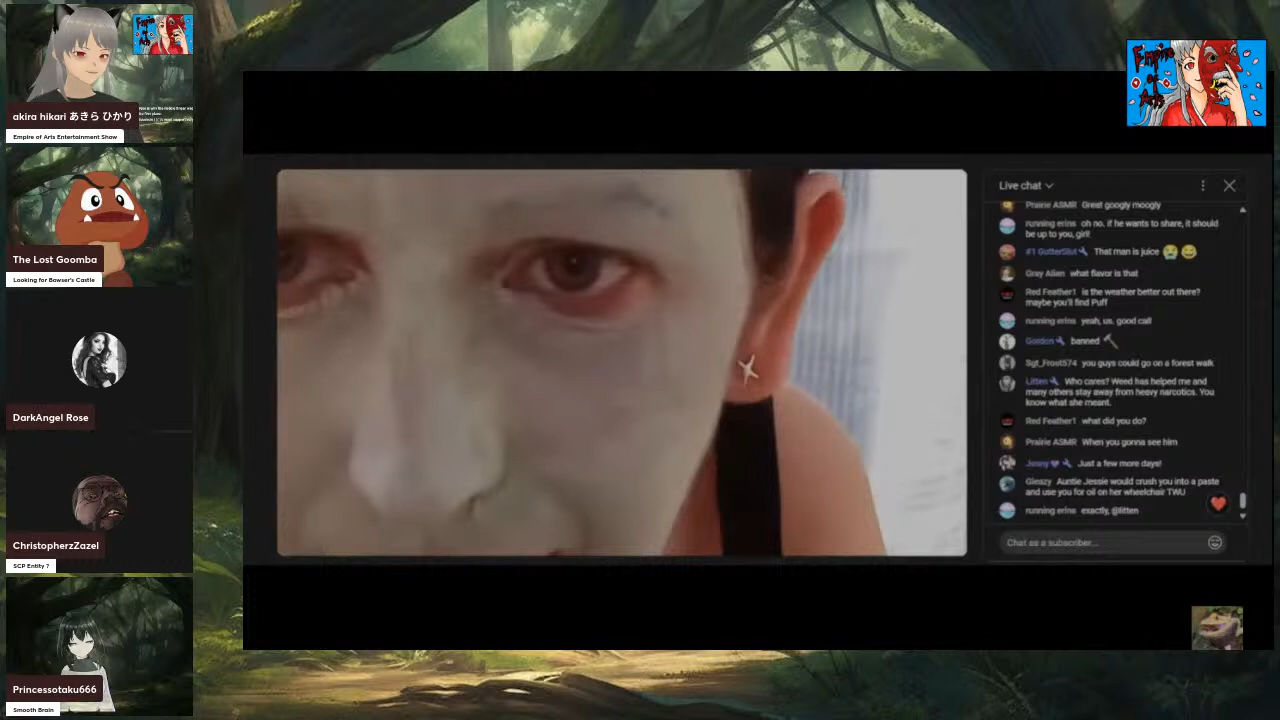 akira hikari あきら ひかり
Empire of Arts Entertainment Show
The Lost Goomba
Looking for Bowser's Castle
DarkAngel Rose
ChristopherzZazel
SCP Entity ?
Princessotaku666
Smooth Brain
Empire
of
Arts
Live chat
Prairie ASMR Great googly moogly
running erins oh no. if he wants to share, it should
be up to you, girl!
#1 GutterSlut That man is juice
Gray Alien what flavor is that
Red Feather1 is the weather better out there?
maybe you'll find Puff
running erins yeah, us. good call
Gordon banned
Sgt_Frost574 you guys could go on a forest walk
Litten Who cares? Weed has helped me and
many others stay away from heavy narcotics. You
know what she meant.
Red Feather1 what did you do?
Prairie ASMR When you gonna see him
Jenny Just a few more days!
Gleazy Auntie Jessie would crush you into a paste
and use you for oil on her wheelchair TWU
running erins exactly, @litten
Chat as a subscriber...